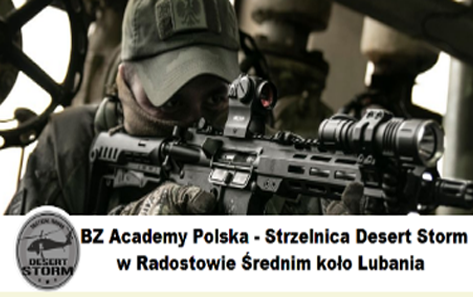 BZ Academy Polska - Strzelnica Desert Storm
w Radostowie Średnim koło Lubania
DESERT
STORM